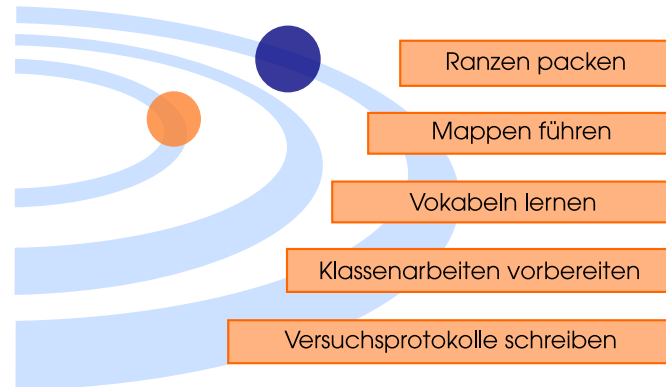 Ranzen packen
Mappen führen
Vokabeln lernen
Klassenarbeiten vorbereiten
Versuchsprotokolle schreiben